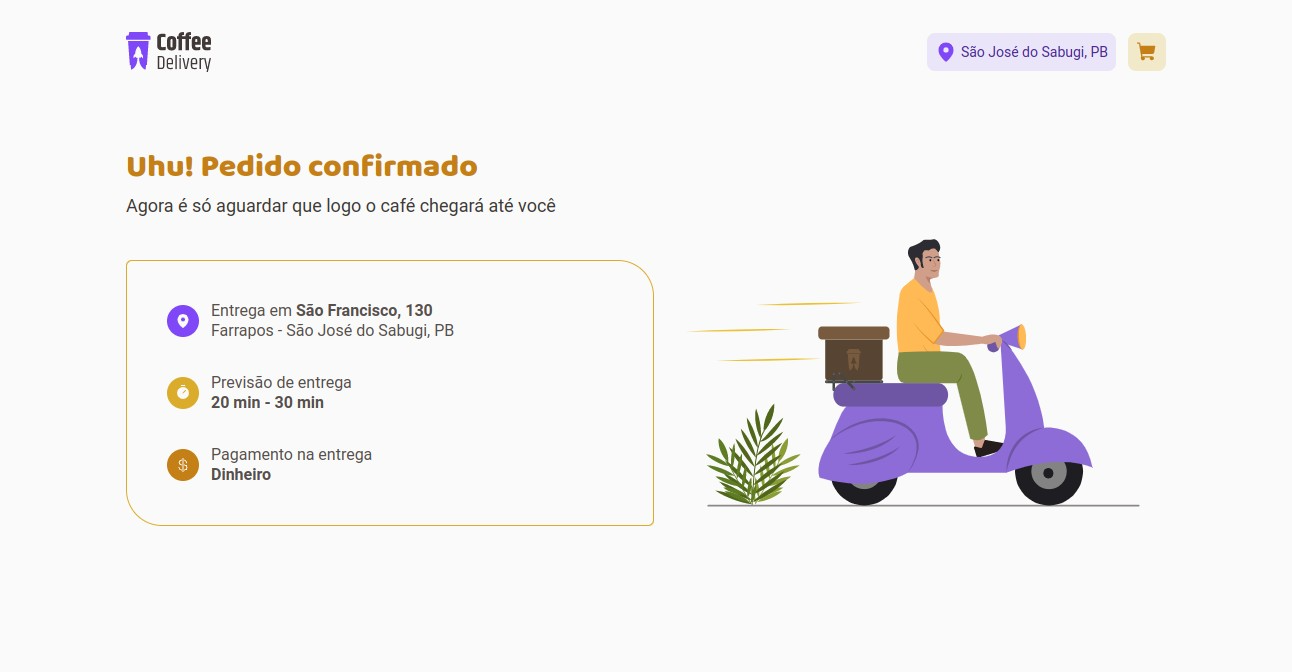 Coffee
Delivery
São José do Sabugi, PB
Uhu! Pedido confirmado
Agora é só aguardar que logo o café chegará até você
Entrega em São Francisco, 130
Farrapos - São José do Sabugi, PB
Previsão de entrega
20 min - 30 min
$
Pagamento na entrega
Dinheiro